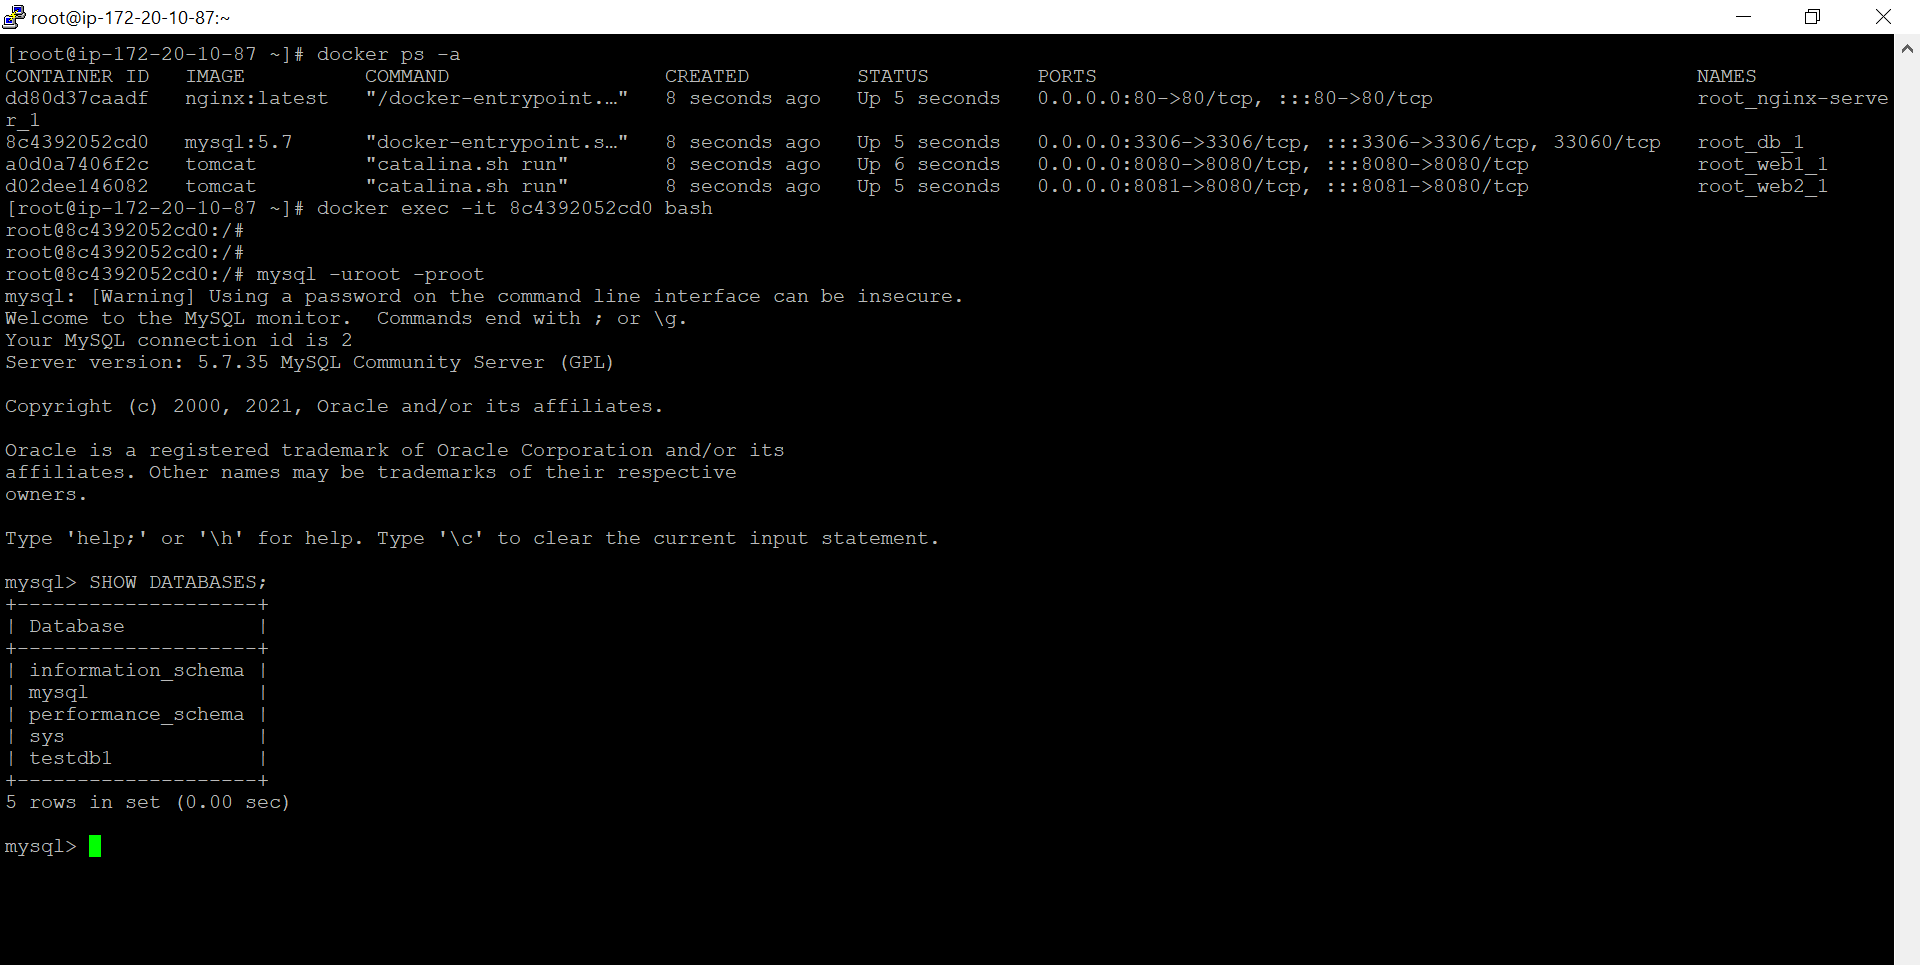 root@ip-172-20-10-87:~
[root@ip-172-20-10-87 ~]# docker ps -a
CONTAINER ID   IMAGE          COMMAND                  CREATED         STATUS         PORTS                                                  NAMES
dd80d37caadf   nginx:latest   "/docker-entrypoint.…"   8 seconds ago   Up 5 seconds   0.0.0.0:80->80/tcp, :::80->80/tcp                      root_nginx-serve
r_1
8c4392052cd0   mysql:5.7      "docker-entrypoint.s…"   8 seconds ago   Up 5 seconds   0.0.0.0:3306->3306/tcp, :::3306->3306/tcp, 33060/tcp   root_db_1
a0d0a7406f2c   tomcat         "catalina.sh run"        8 seconds ago   Up 6 seconds   0.0.0.0:8080->8080/tcp, :::8080->8080/tcp              root_web1_1
d02dee146082   tomcat         "catalina.sh run"        8 seconds ago   Up 5 seconds   0.0.0.0:8081->8080/tcp, :::8081->8080/tcp              root_web2_1
[root@ip-172-20-10-87 ~]# docker exec -it 8c4392052cd0 bash
root@8c4392052cd0:/#
root@8c4392052cd0:/#
root@8c4392052cd0:/# mysql -uroot -proot
mysql: [Warning] Using a password on the command line interface can be insecure.
Welcome to the MySQL monitor.  Commands end with ; or \g.
Your MySQL connection id is 2
Server version: 5.7.35 MySQL Community Server (GPL)
Copyright (c) 2000, 2021, Oracle and/or its affiliates.
Oracle is a registered trademark of Oracle Corporation and/or its
affiliates. Other names may be trademarks of their respective
owners.
Type 'help;' or '\h' for help. Type '\c' to clear the current input statement.
mysql> SHOW DATABASES;
+--------------------+
| Database           |
+--------------------+
| information_schema |
| mysql              |
| performance_schema |
| sys                |
| testdb1            |
+--------------------+
5 rows in set (0.00 sec)
mysql>